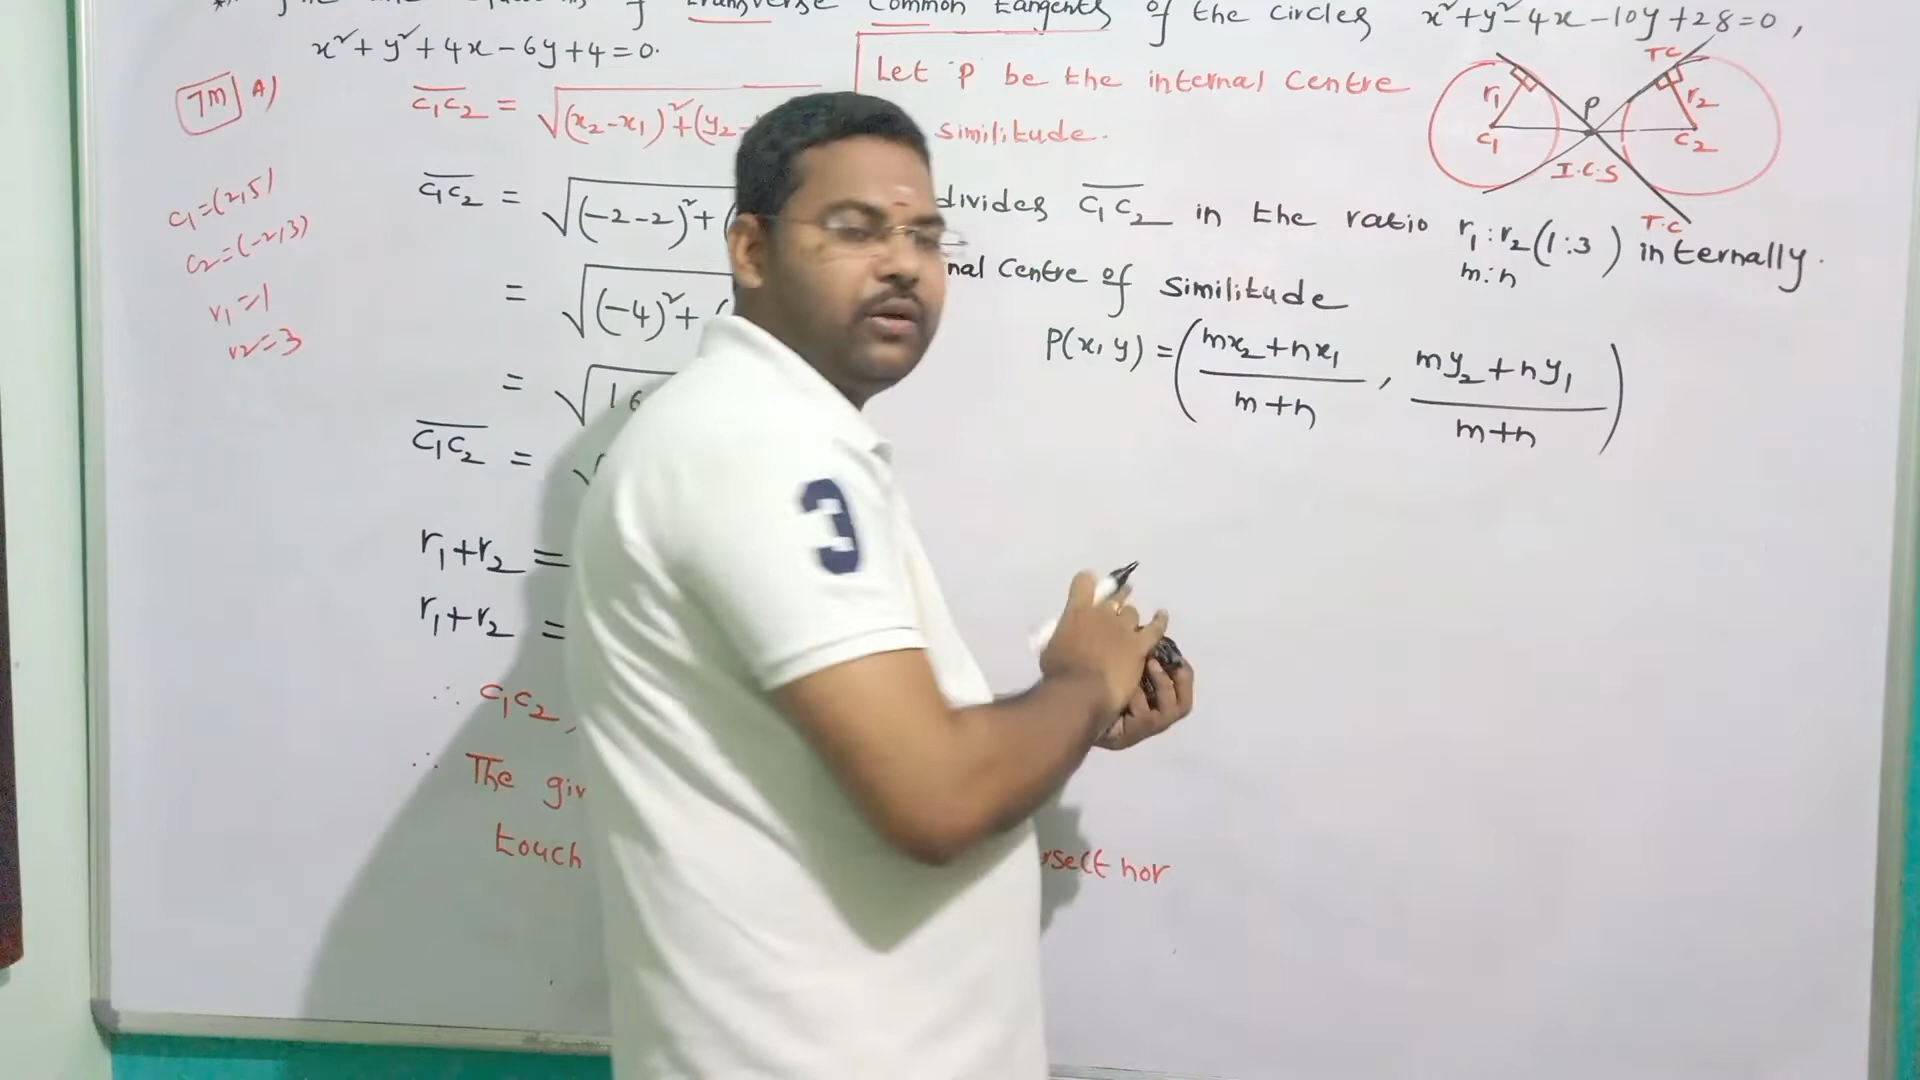 transverse common tangents of the circles x²+y²-4x-10y+28=0,
x²+y²+4x-6y+4=0.
7M A)
C₁=(2,5)
C₂=(-2,3)
r₁=1
r₂=3
C₁C₂ = √(x₂-x₁)²+(y₂-
C₁C₂ = √(-2-2)²+(
= √(-4)²+(
= √16
C₁C₂ = √
r₁+r₂ =
r₁+r₂ =
∴ C₁C₂
∴ The giv
touch
rsect nor
Let 'P' be the internal Centre
similitude.
divides C₁C₂ in the ratio r₁:r₂(1:3) internally.
m:n
nal Centre of Similitude
P(x,y) = (mx₂+nx₁/m+n, my₂+ny₁/m+n)
T.C
r₁ P r₂
C₁ C₂
I.C.S
T.C
3